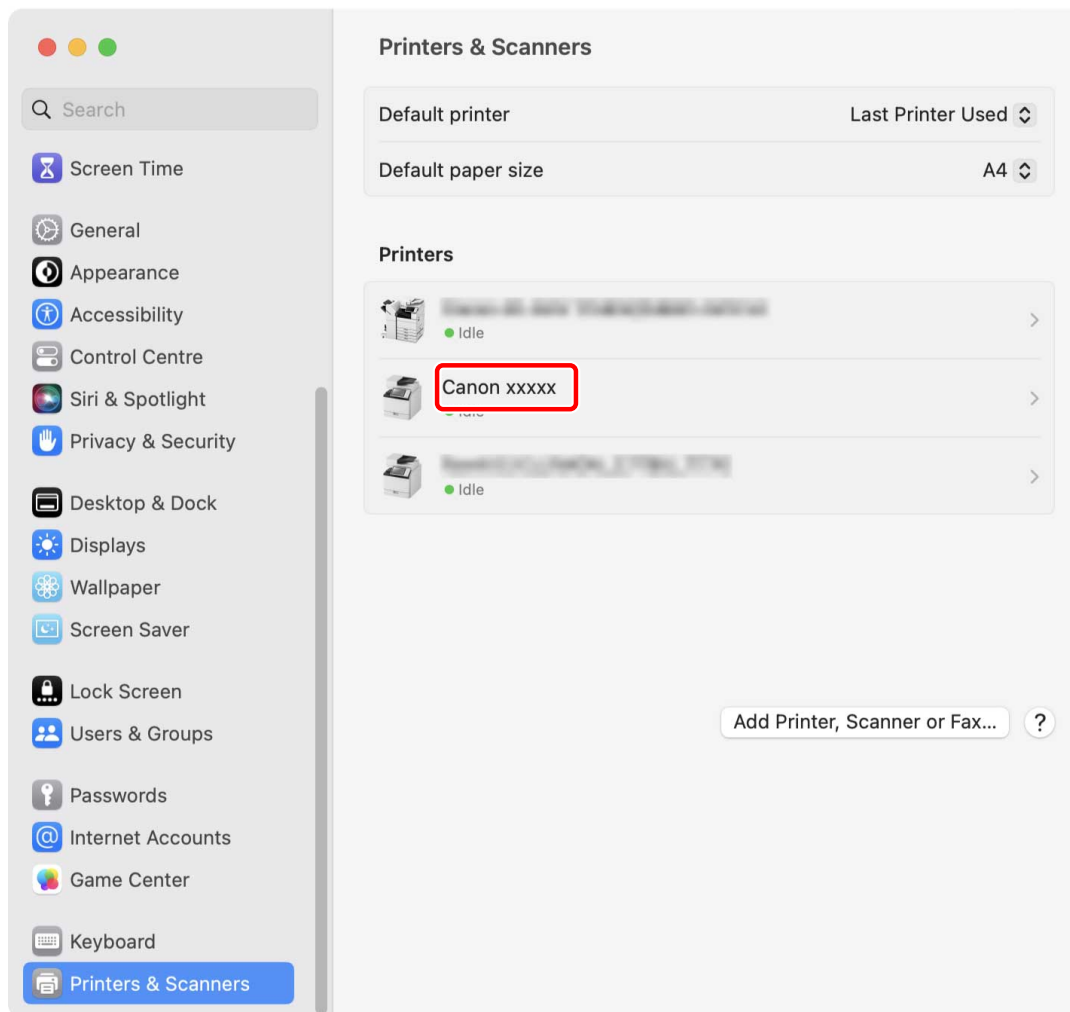 Search
Screen Time
General
Appearance
Accessibility
Control Centre
Siri & Spotlight
Privacy & Security
Desktop & Dock
Displays
Wallpaper
Screen Saver
Lock Screen
Users & Groups
Passwords
Internet Accounts
Game Center
Keyboard
Printers & Scanners
Printers & Scanners
Default printer Last Printer Used
Default paper size A4
Printers
Idle
Canon xxxxx
Idle
Idle
Add Printer, Scanner or Fax... ?